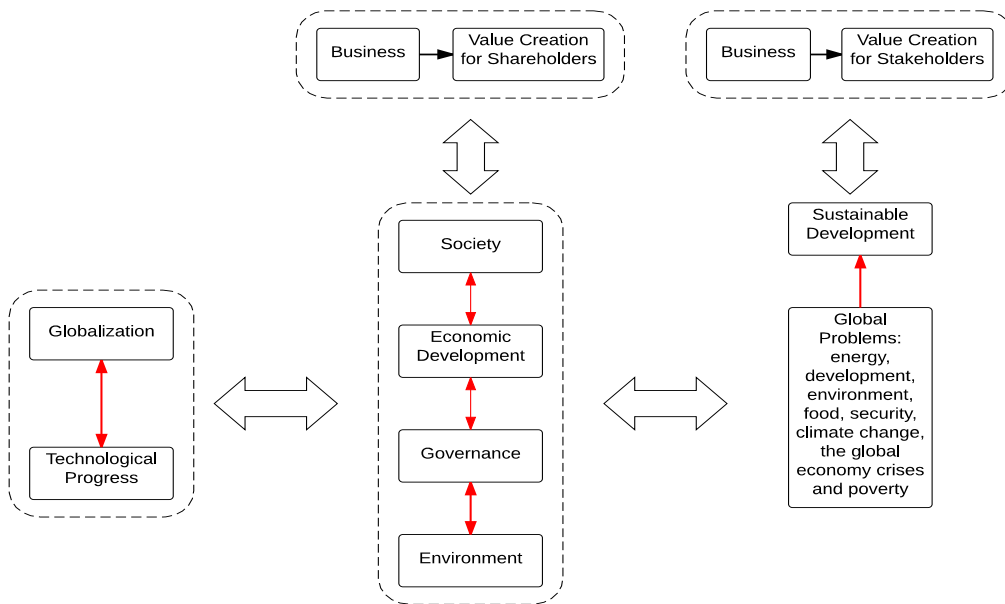 Business
Value Creation
for Shareholders
Business
Value Creation
for Stakeholders
Society
Economic
Development
Governance
Environment
Globalization
Technological
Progress
Sustainable
Development
Global
Problems:
energy,
development,
environment,
food, security,
climate change,
the global
economy crises
and poverty